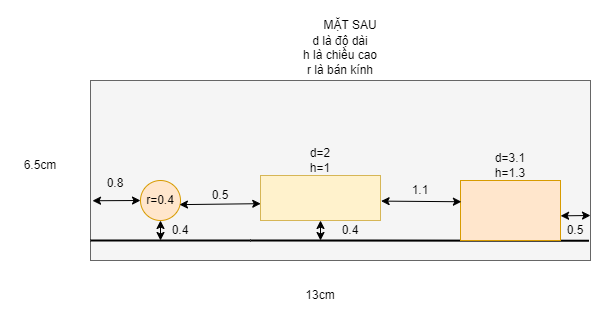 MẶT SAU
d là độ dài
h là chiều cao
r là bán kính
6.5cm
d=2
h=1
d=3.1
h=1.3
0.8
r=0.4
0.5
1.1
0.4
0.4
0.5
13cm